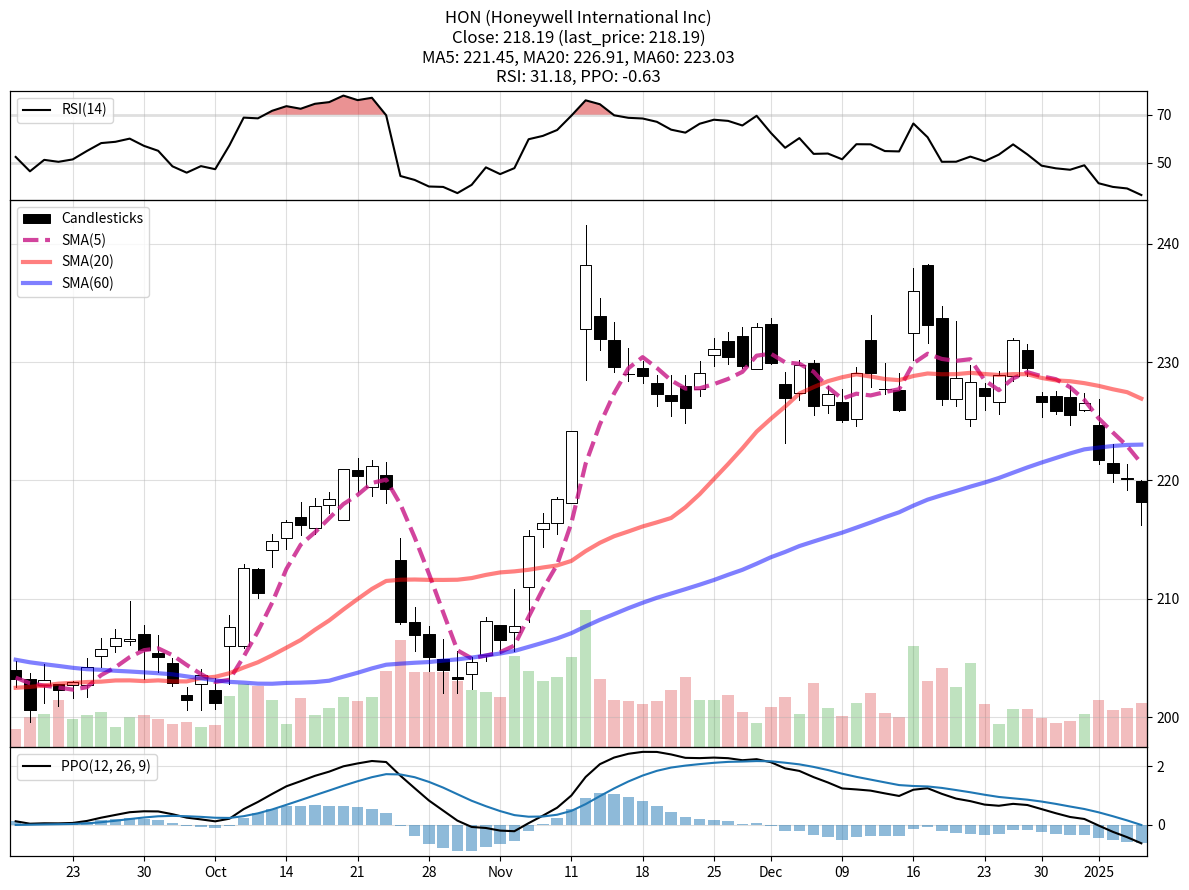 HON (Honeywell International Inc)
Close: 218.19 (last_price: 218.19)
MA5: 221.45, MA20: 226.91, MA60: 223.03
RSI: 31.18, PPO: -0.63
RSI(14)
70
50
Candlesticks
SMA(5)
SMA(20)
SMA(60)
240
230
220
210
200
PPO(12, 26, 9)
2
0
23 30 Oct 14 21 28 Nov 11 18 25 Dec 09 16 23 30 2025